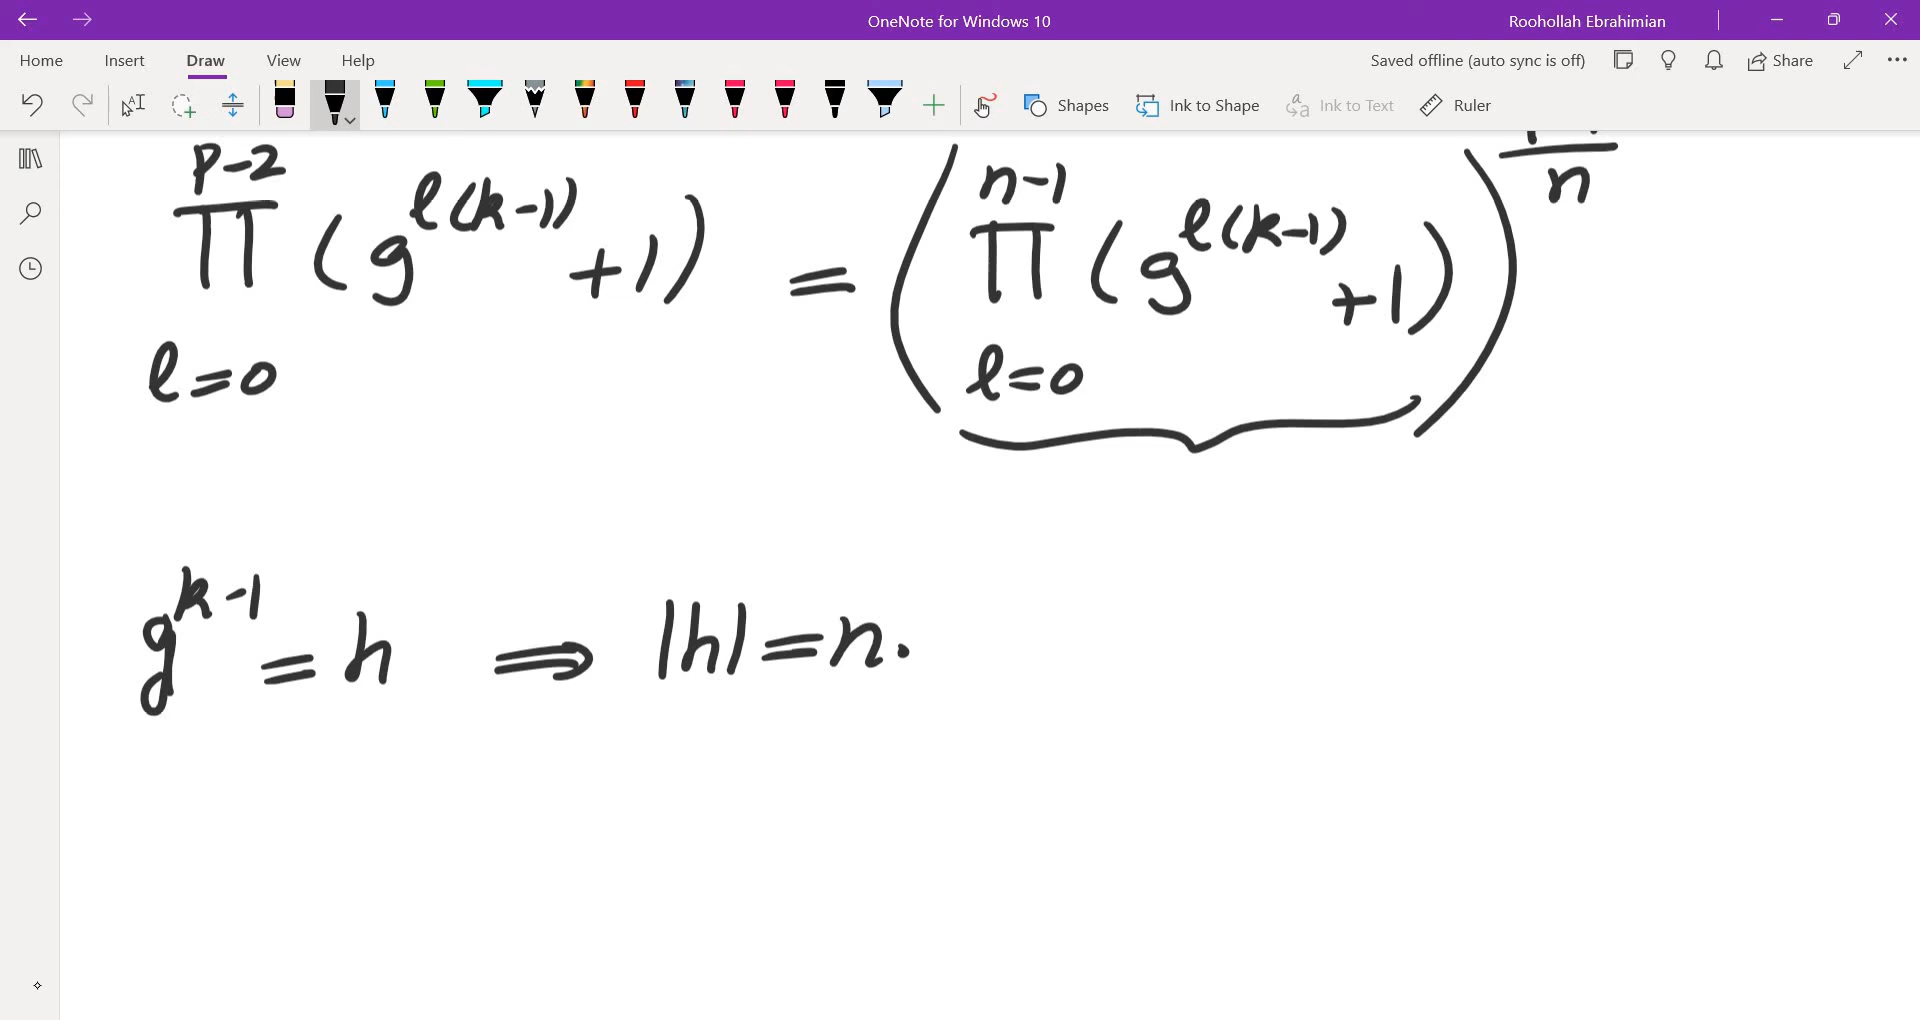 OneNote for Windows 10
Roohollah Ebrahimian
Home Insert Draw View Help
Saved offline (auto sync is off) Share
Shapes Ink to Shape Ink to Text Ruler
p-2 ∏ l=0 (g^{l(k-1)} +1) = ( n-1 ∏ l=0 (g^{l(k-1)} +1) ) n
g^{k-1} = h ⟹ |h| = n.